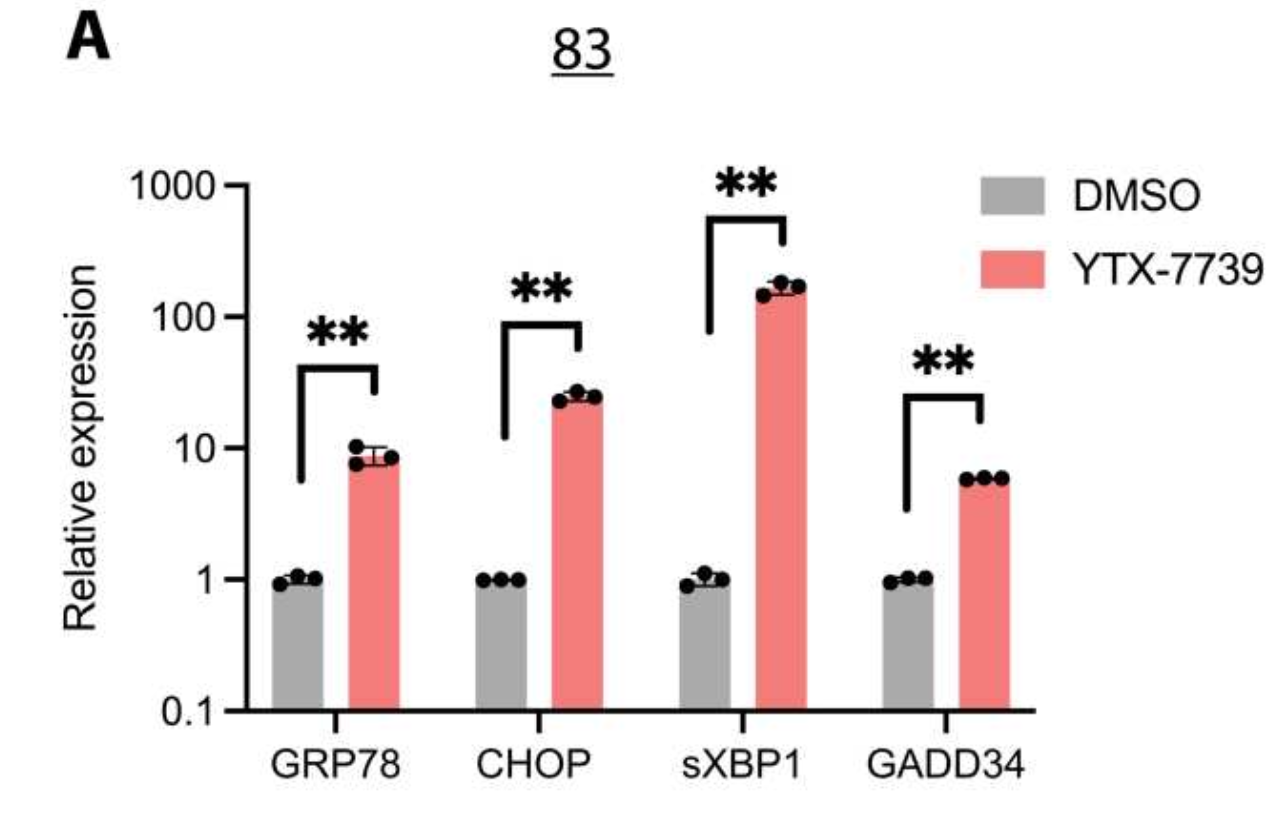 A
83
Relative expression
1000
100
10
1
0.1
**
**
**
**
DMSO
YTX-7739
GRP78
CHOP
sXBP1
GADD34